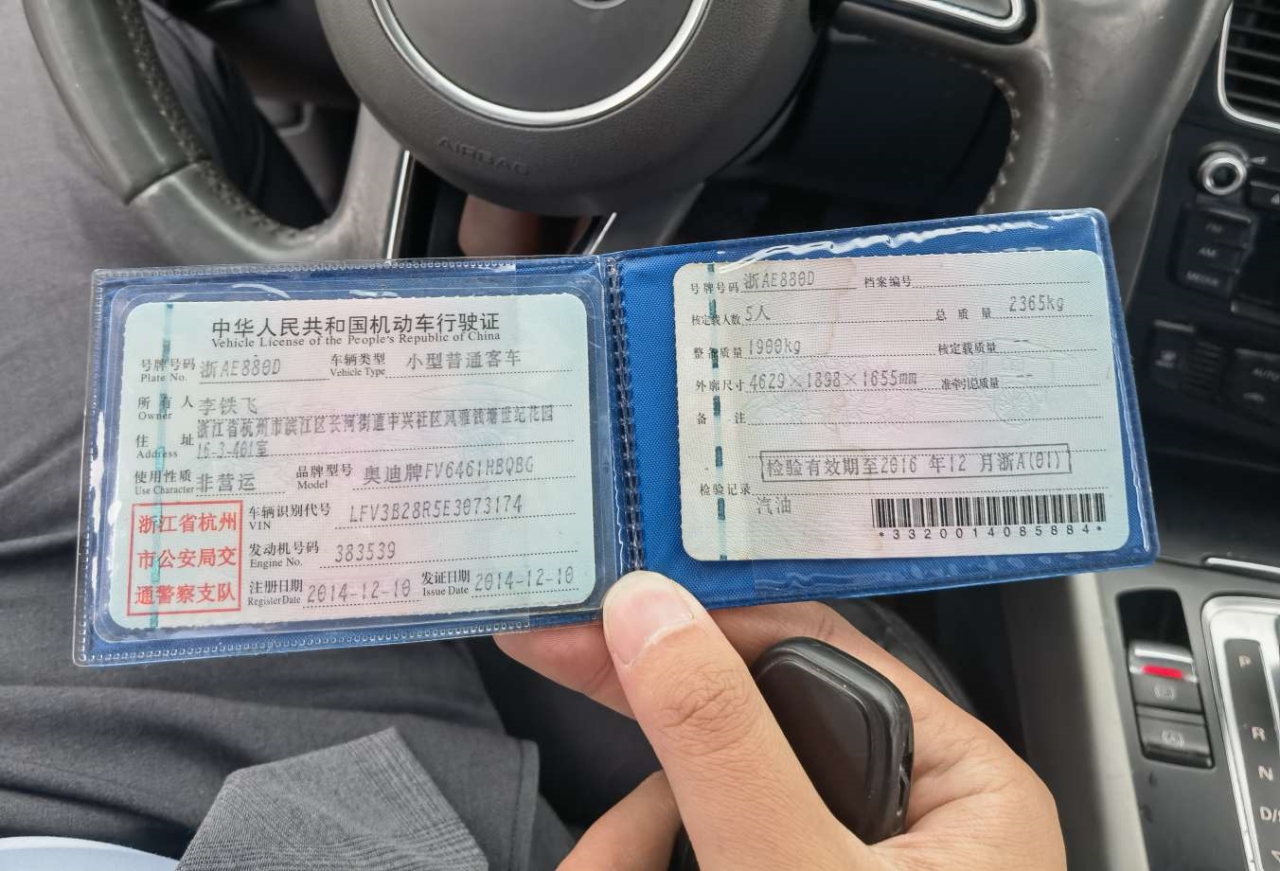 AIRBAG
中华人民共和国机动车行驶证
Vehicle License of the People's Republic of China
号牌号码 浙AE880D 车辆类型 小型普通客车
Plate No. Vehicle Type
所有人 李铁飞
Owner
住址 浙江省杭州市滨江区长河街道中兴社区风雅钱塘世纪花园
Address 16-3-401室
使用性质 非营运 品牌型号 奥迪牌FV6461HBQBG
Use Character Model
浙江省杭州
市公安局交
通警察支队
车辆识别代号 LFV3B28R5E3073174
VIN
发动机号码 383539
Engine No.
注册日期 2014-12-10 发证日期 2014-12-10
Register Date Issue Date
号牌号码 浙AE880D 档案编号
核定载人数 5人 总质量 2365kg
整备质量 1900kg 核定载质量 --
外廓尺寸 4629×1898×1655mm 准牵引总质量 --
备注
检验有效期至2016 年12 月浙A(01)
检验记录
汽油
*3320014085884*
FM
AM
MEDIA
AUTO
P
R
N
D/S